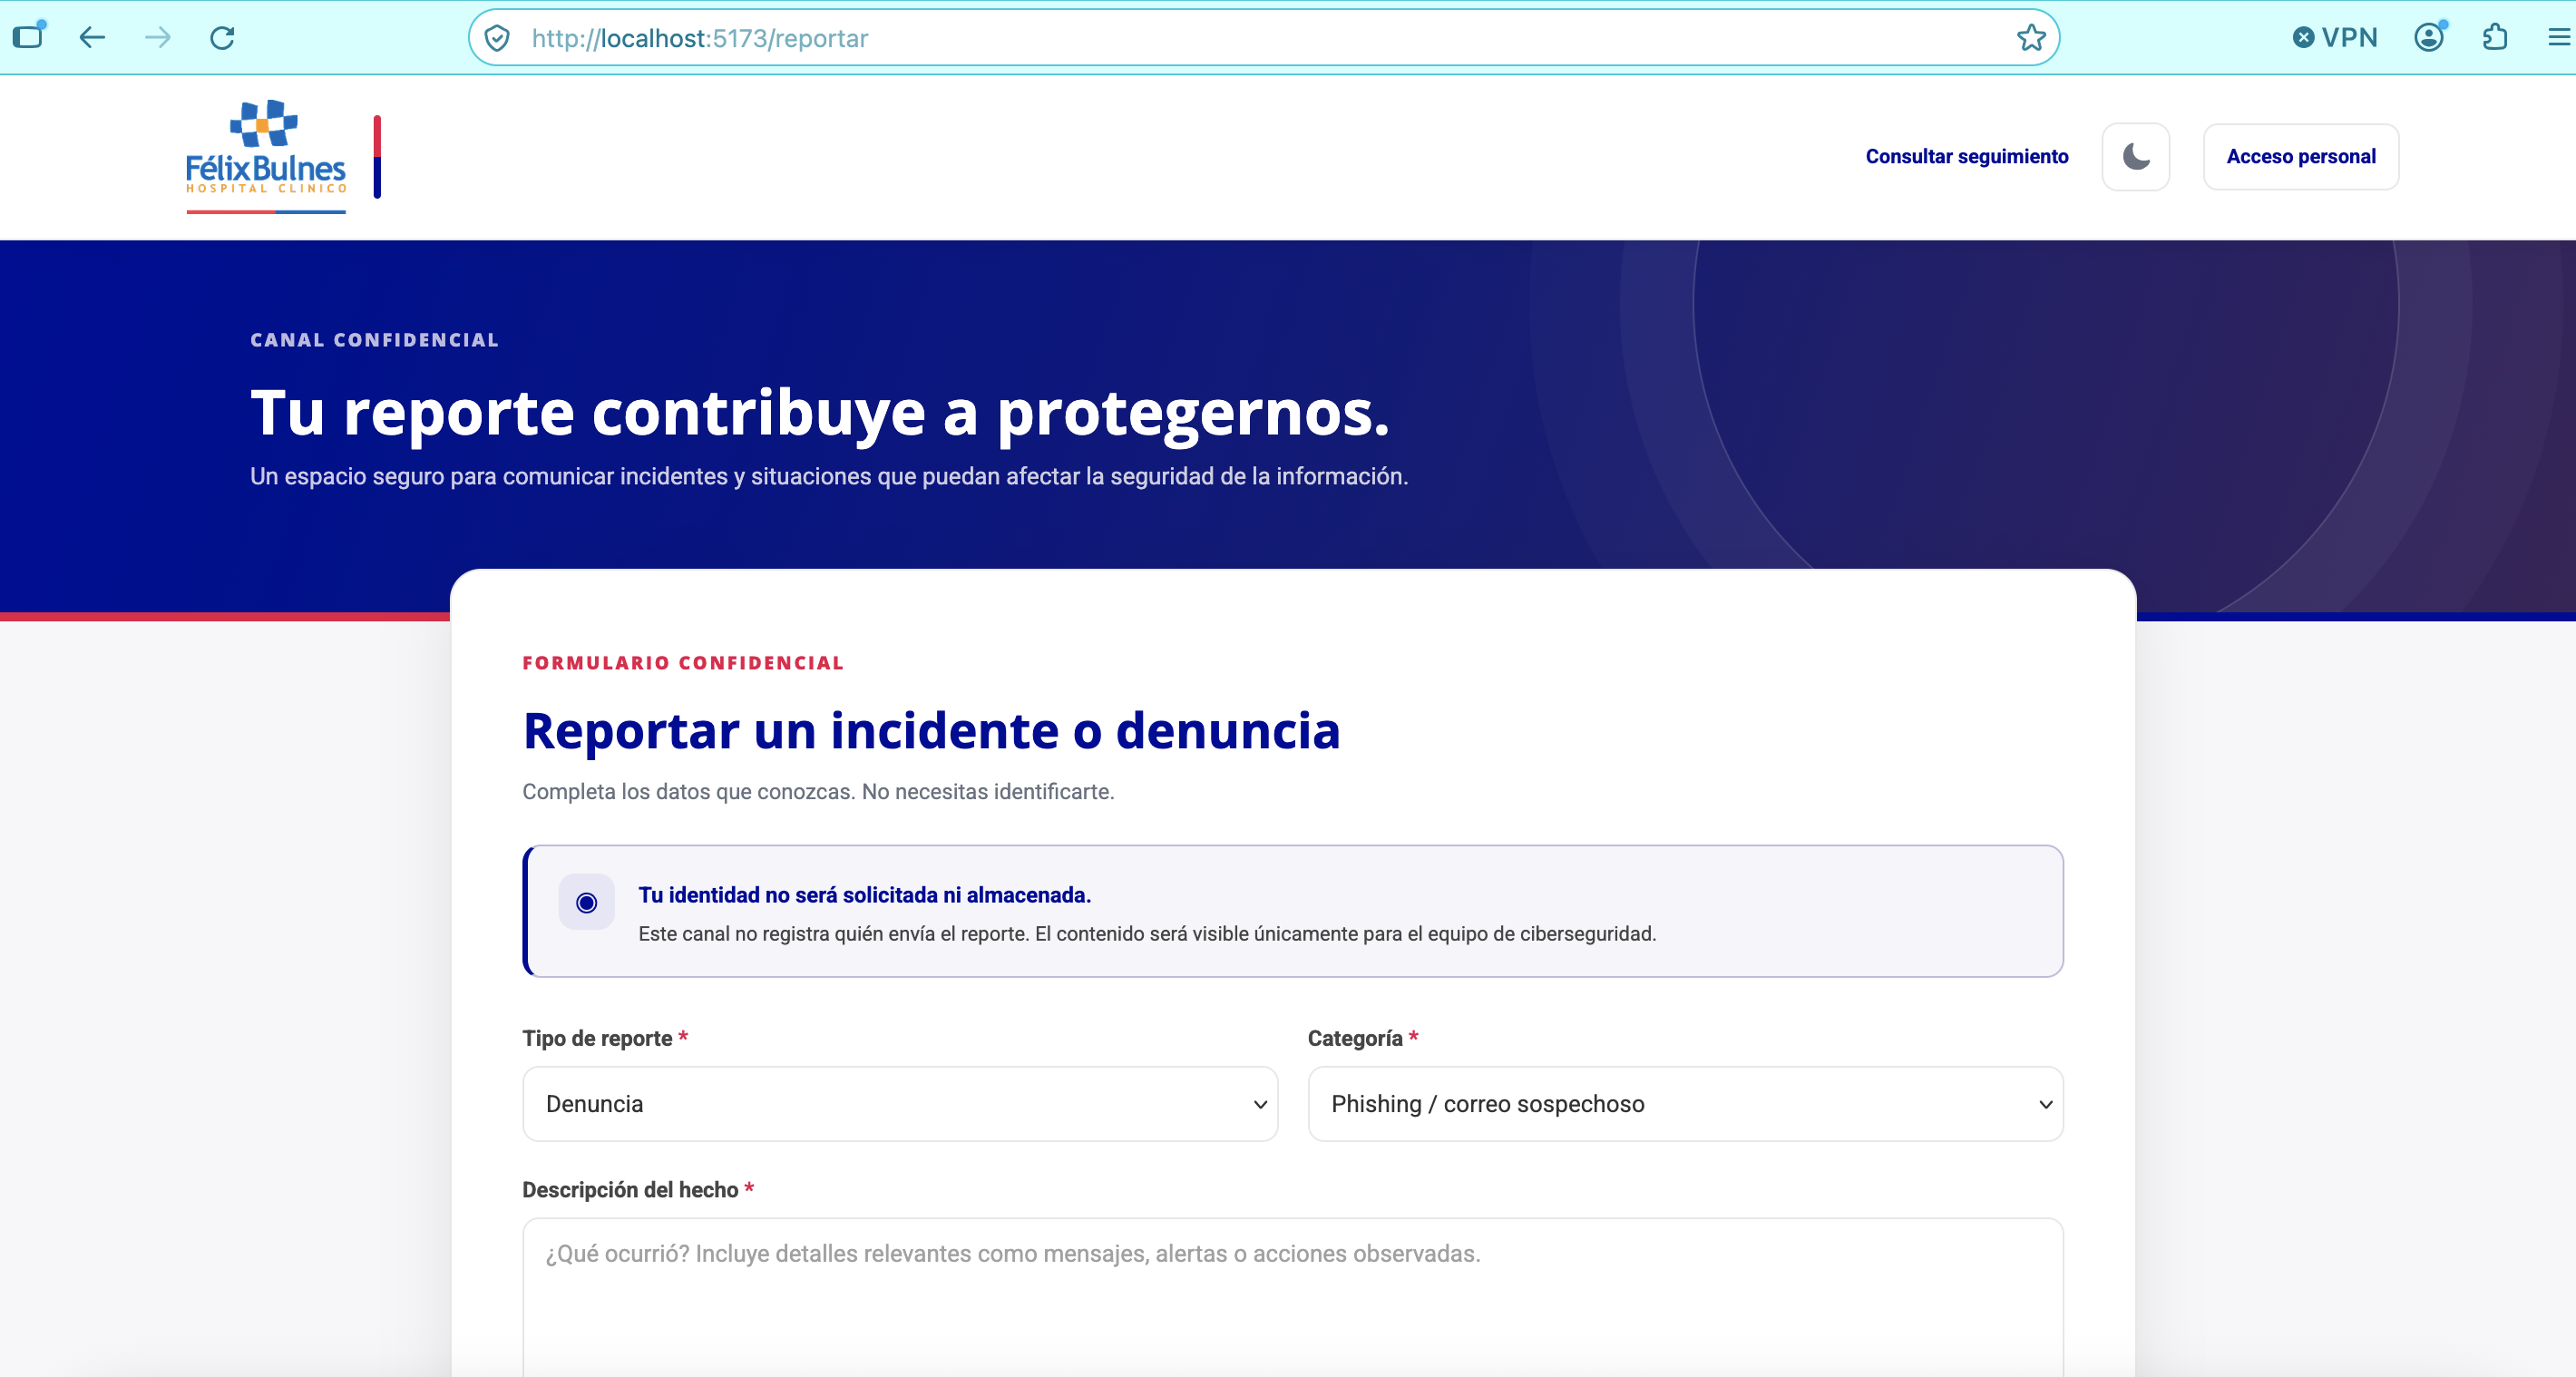 http://localhost:5173/reportar
VPN
FélixBulnes
HOSPITAL CLINICO
Consultar seguimiento
Acceso personal
CANAL CONFIDENCIAL
Tu reporte contribuye a protegernos.
Un espacio seguro para comunicar incidentes y situaciones que puedan afectar la seguridad de la información.
FORMULARIO CONFIDENCIAL
Reportar un incidente o denuncia
Completa los datos que conozcas. No necesitas identificarte.
Tu identidad no será solicitada ni almacenada.
Este canal no registra quién envía el reporte. El contenido será visible únicamente para el equipo de ciberseguridad.
Tipo de reporte *
Categoría *
Denuncia
Phishing / correo sospechoso
Descripción del hecho *
¿Qué ocurrió? Incluye detalles relevantes como mensajes, alertas o acciones observadas.